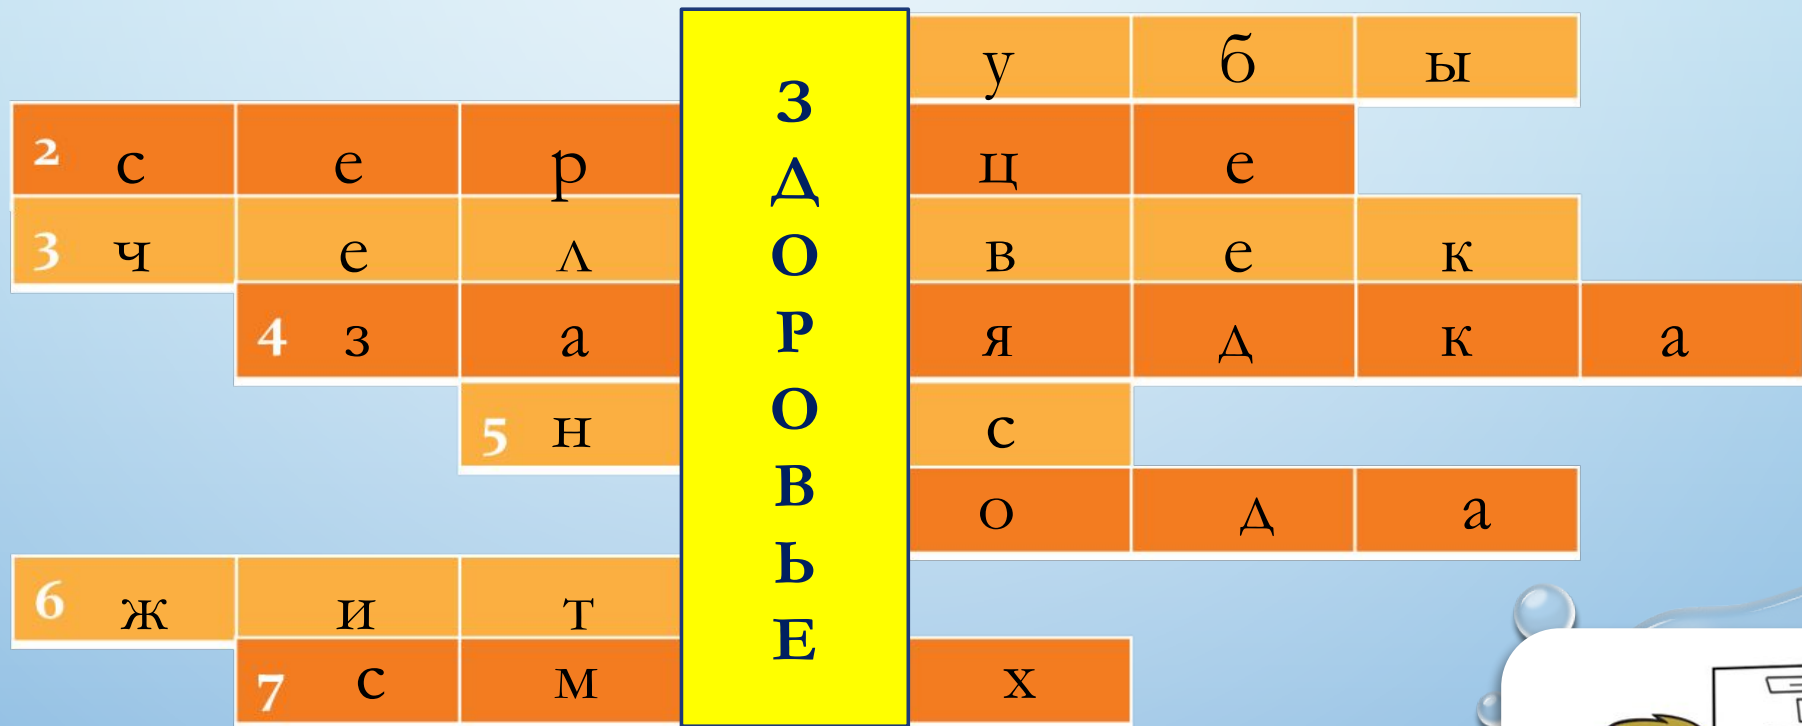 З у б ы
2 с е р Д ц е
3 ч е л О в е к
4 з а Р я д к а
5 н О с
В о д а
6 ж и т Ь
7 с м Е х